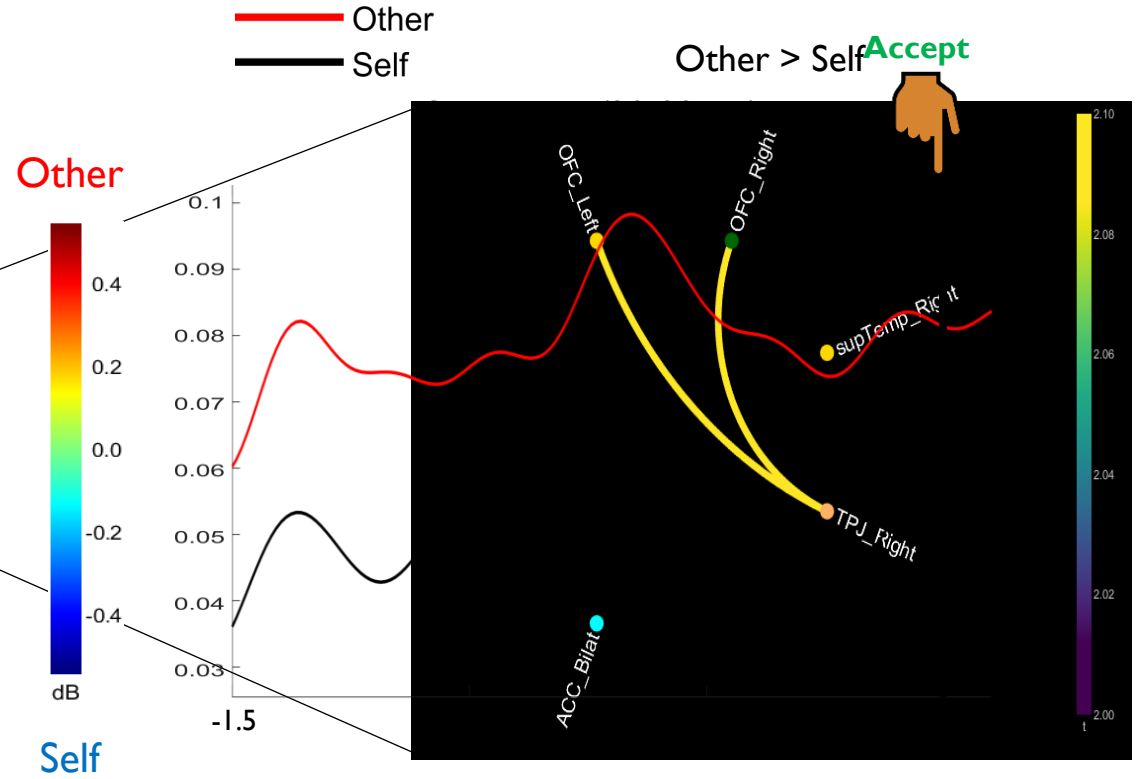 Other
Self
Other > Self
Accept
Other
0.4
0.2
0.0
-0.2
-0.4
dB
Self
0.1
0.09
0.08
0.07
0.06
0.05
0.04
0.03
-1.5
OFC_Left
OFC_Right
supTemp_Right
TPJ_Right
ACC_Bilat
2.10
2.08
2.06
2.04
2.02
2.00
t